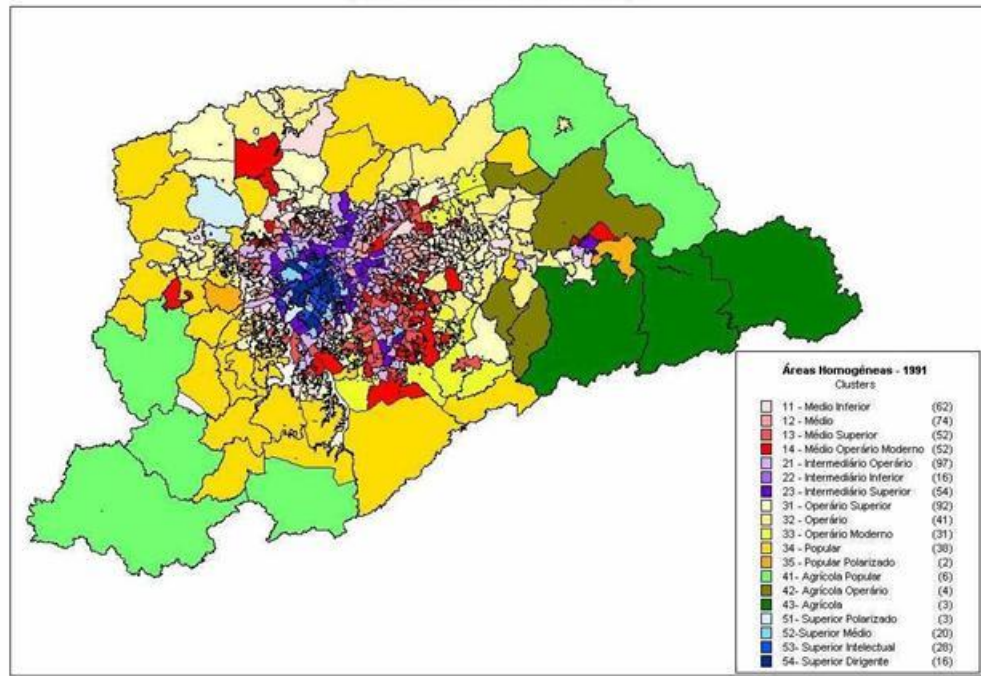 Áreas Homogéneas - 1991
Clusters
11 - Medio Inferior (62)
12 - Médio (74)
13 - Médio Superior (52)
14 - Médio Operário Moderno (52)
21 - Intermediário Operário (97)
22 - Intermediário Inferior (16)
23 - Intermediário Superior (54)
31 - Operário Superior (92)
32 - Operário (41)
33 - Operário Moderno (31)
34 - Popular (38)
35 - Popular Polarizado (2)
41- Agrícola Popular (6)
42- Agrícola Operário (4)
43- Agrícola (3)
51- Superior Polarizado (3)
52-Superior Médio (20)
53- Superior Intelectual (28)
54- Superior Dirigente (16)